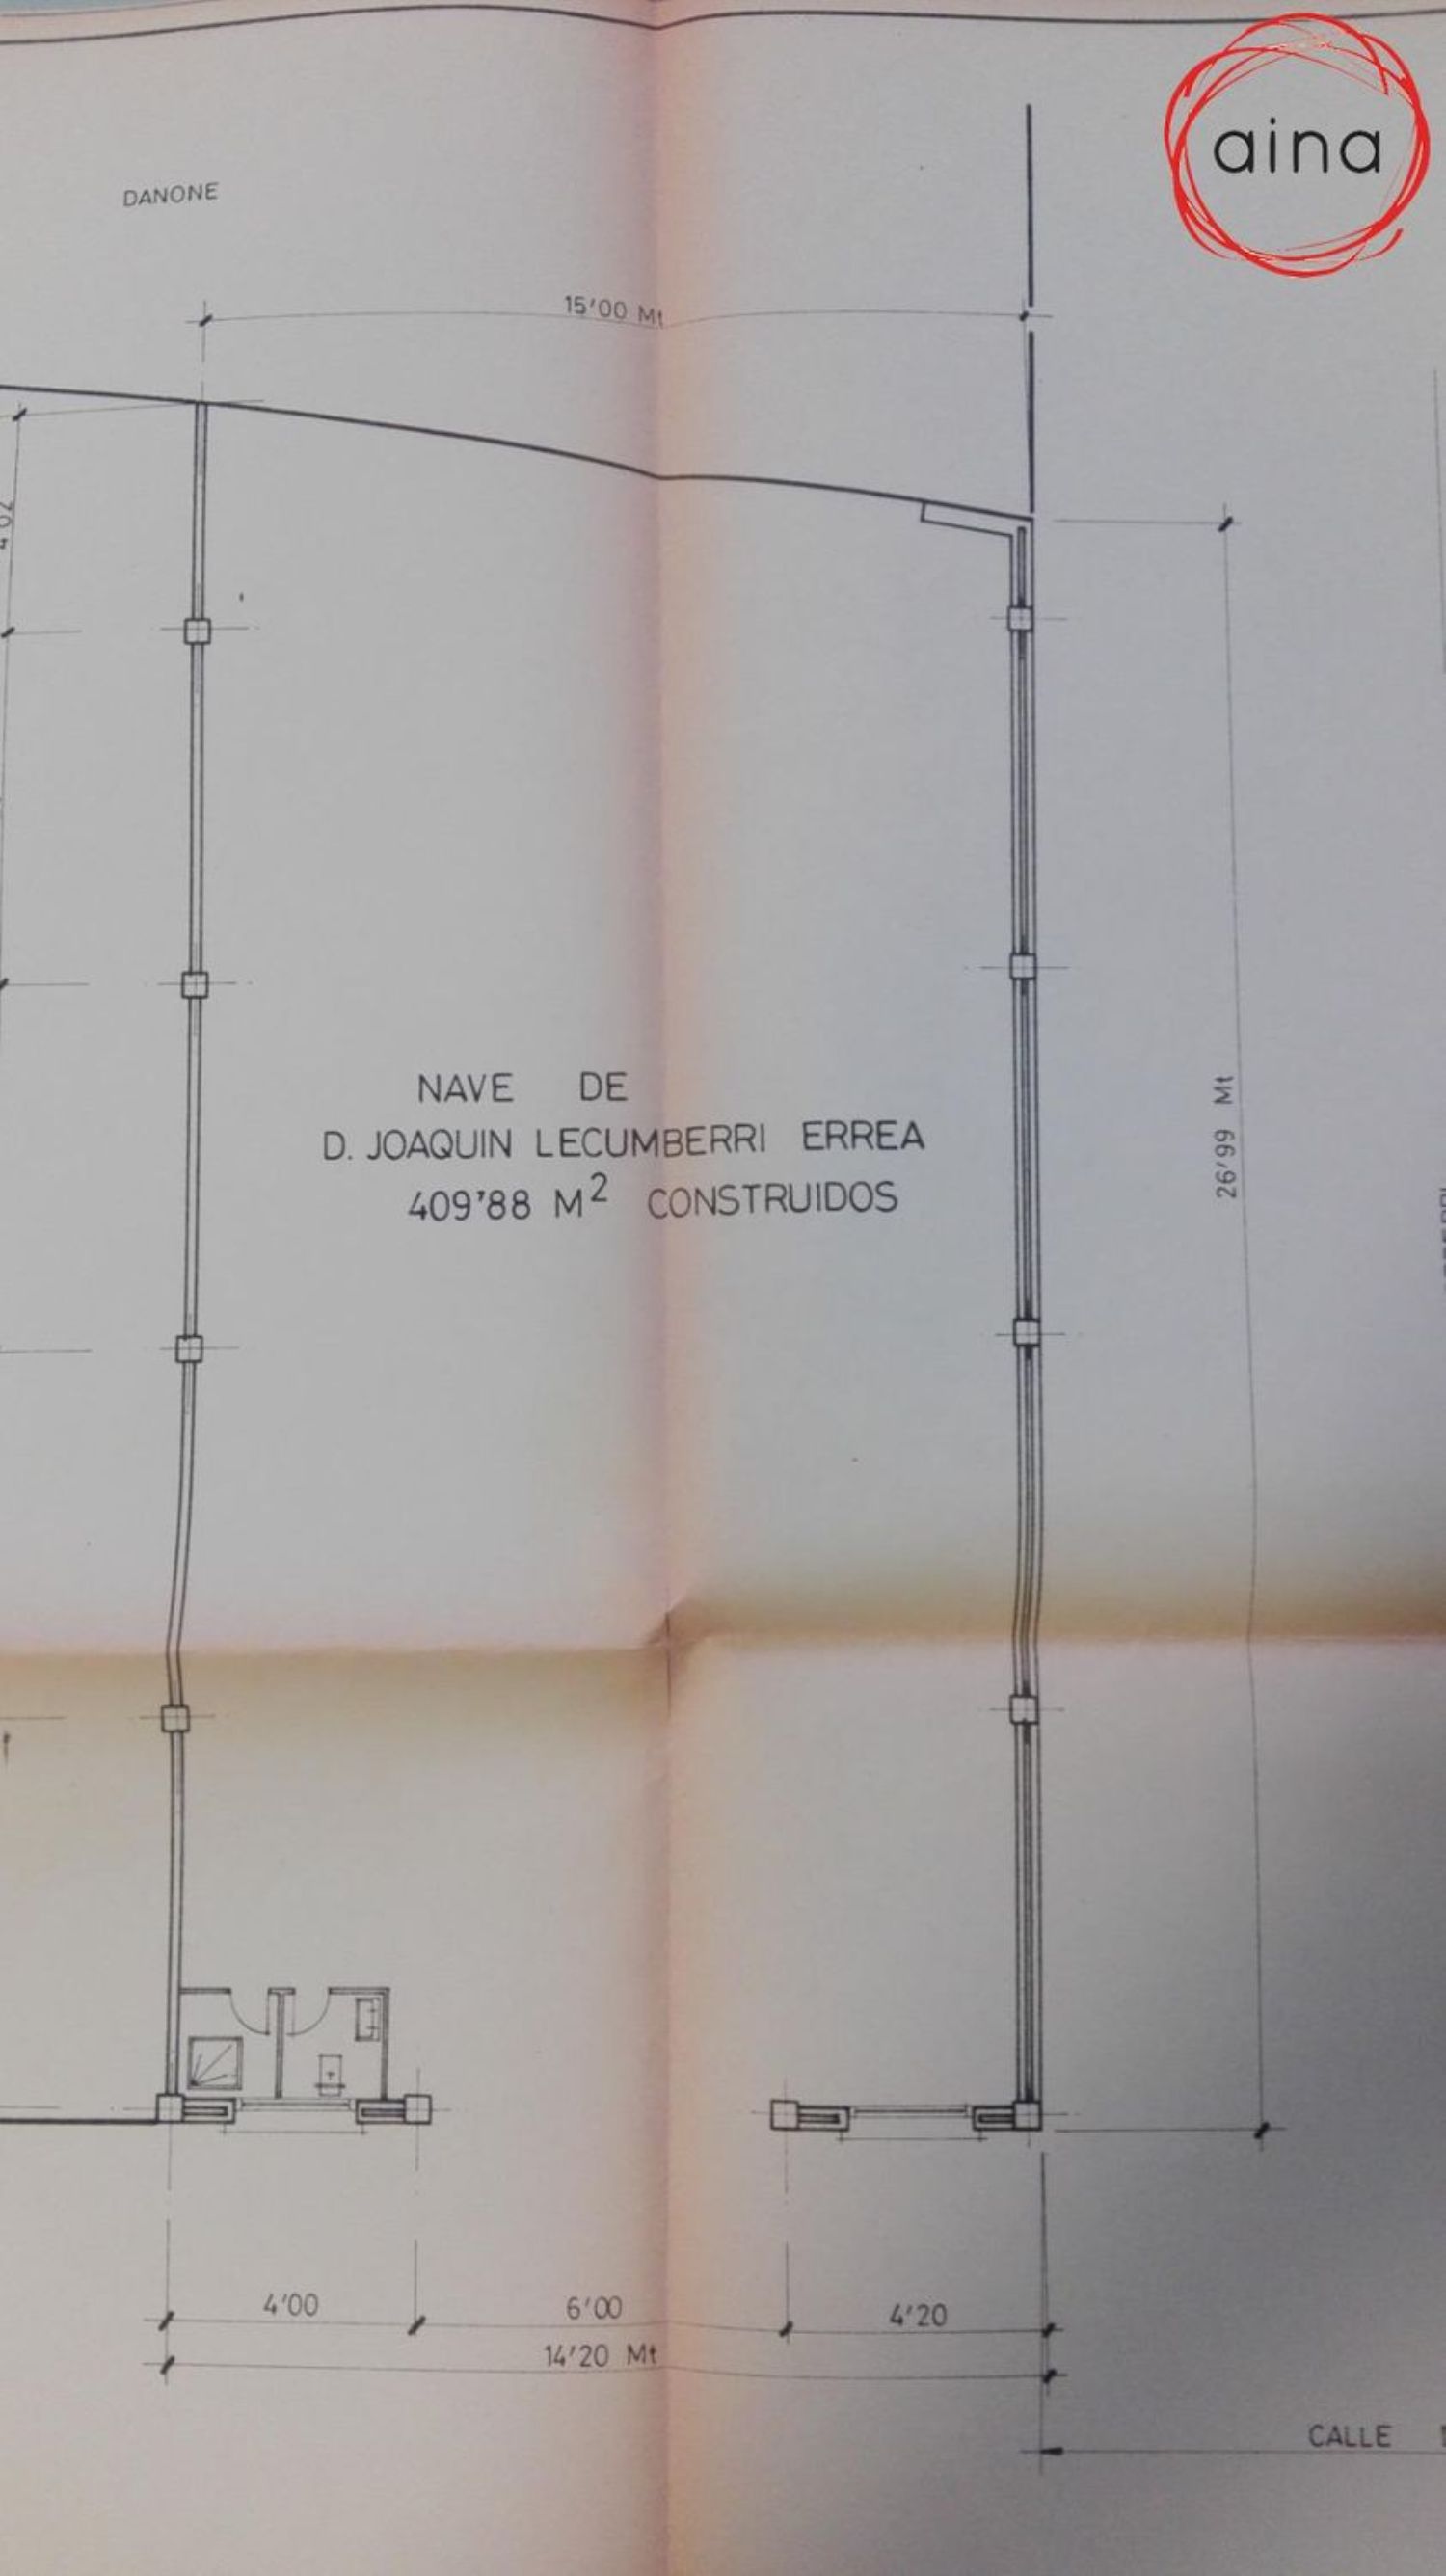 aina
DANONE
15'00 Mt
NAVE DE
D. JOAQUIN LECUMBERRI ERREA
409'88 M2 CONSTRUIDOS
26'99 Mt
4'00
6'00
4'20
14'20 Mt
CALLE